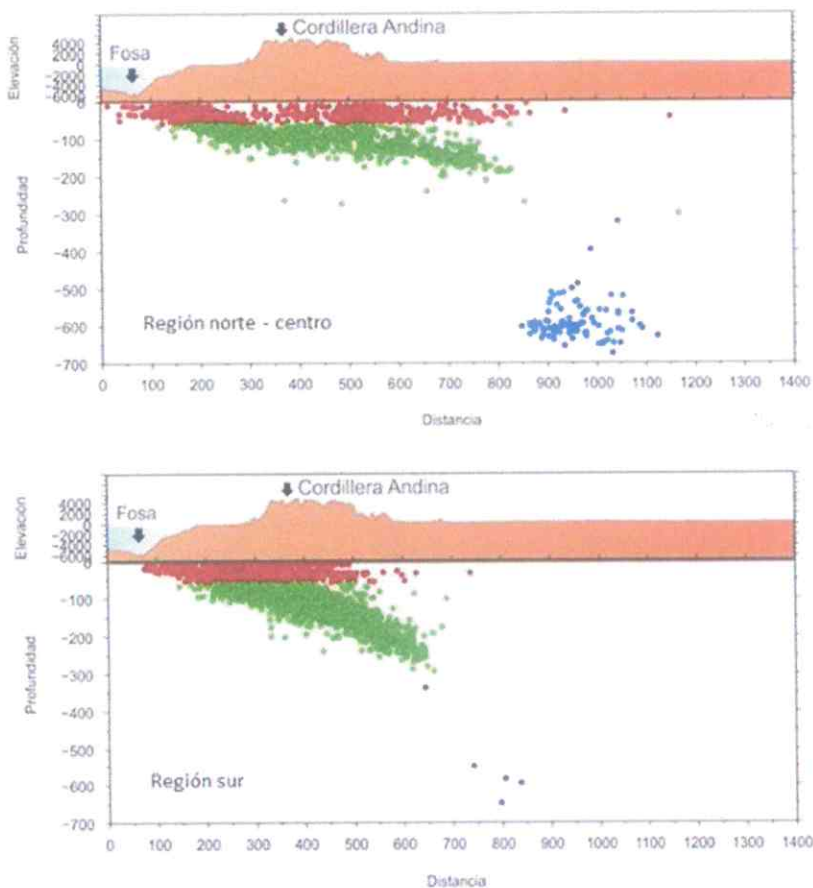 Cordillera Andina
Fosa
Elevación
4000
2000
0
−2000
−4000
−6000
0
−100
−200
−300
−400
−500
−600
−700
Profundidad
Región norte - centro
0 100 200 300 400 500 600 700 800 900 1000 1100 1200 1300 1400
Distancia
Cordillera Andina
Fosa
Elevación
4000
2000
0
−2000
−4000
−6000
0
−100
−200
−300
−400
−500
−600
−700
Profundidad
Región sur
0 100 200 300 400 500 600 700 800 900 1000 1100 1200 1300 1400
Distancia